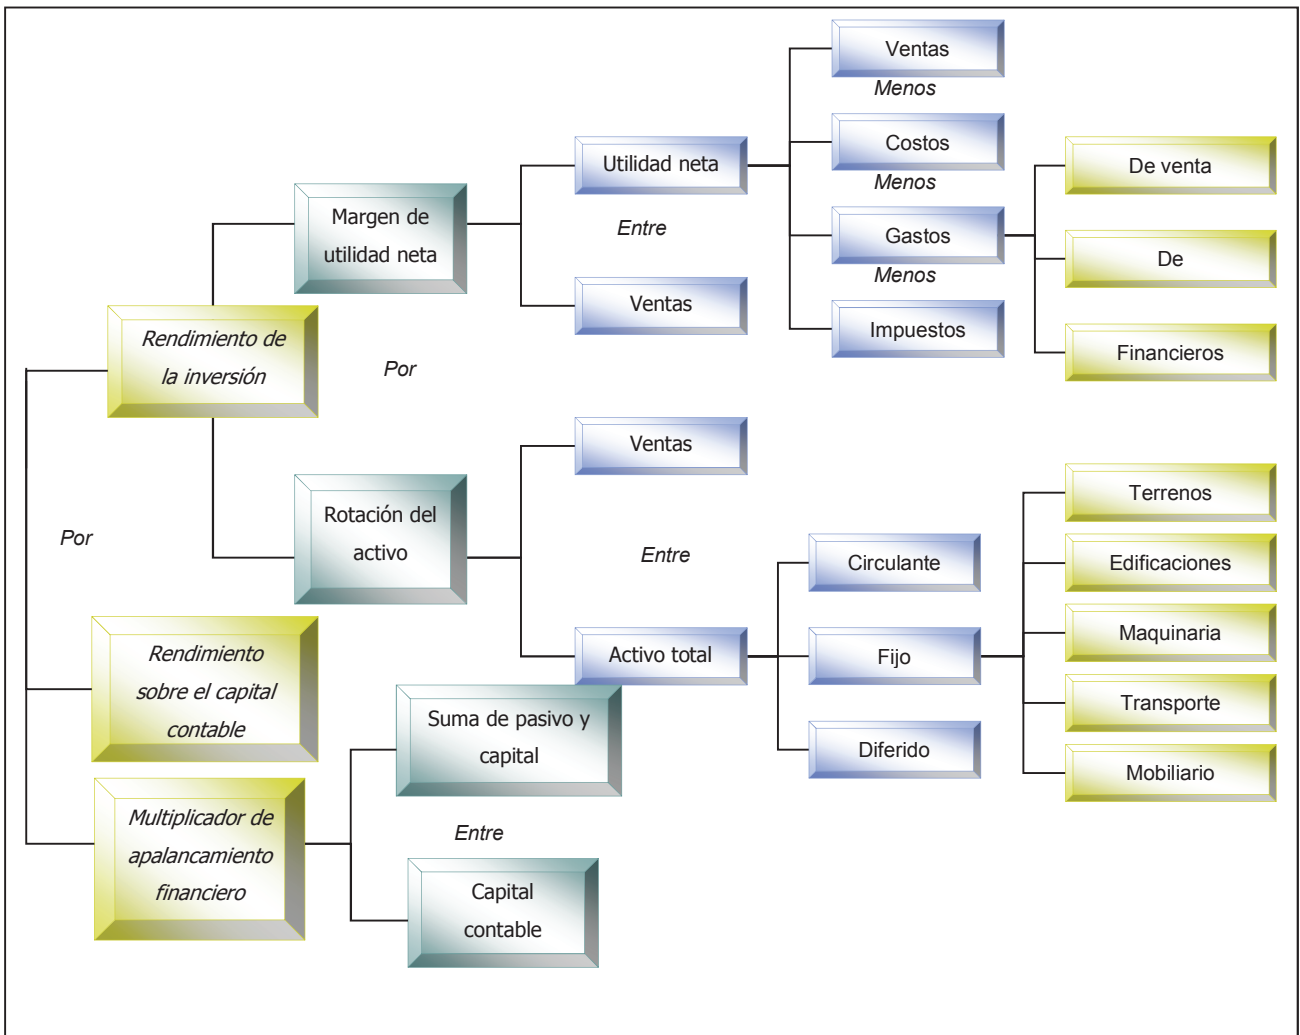 Ventas
Menos
Costos
Menos
Gastos
Menos
Impuestos
De venta
De
Financieros
Utilidad neta
Entre
Ventas
Margen de
utilidad neta
Por
Rendimiento de
la inversión
Rotación del
activo
Ventas
Entre
Activo total
Circulante
Fijo
Diferido
Terrenos
Edificaciones
Maquinaria
Transporte
Mobiliario
Por
Rendimiento
sobre el capital
contable
Suma de pasivo y
capital
Entre
Capital
contable
Multiplicador de
apalancamiento
financiero